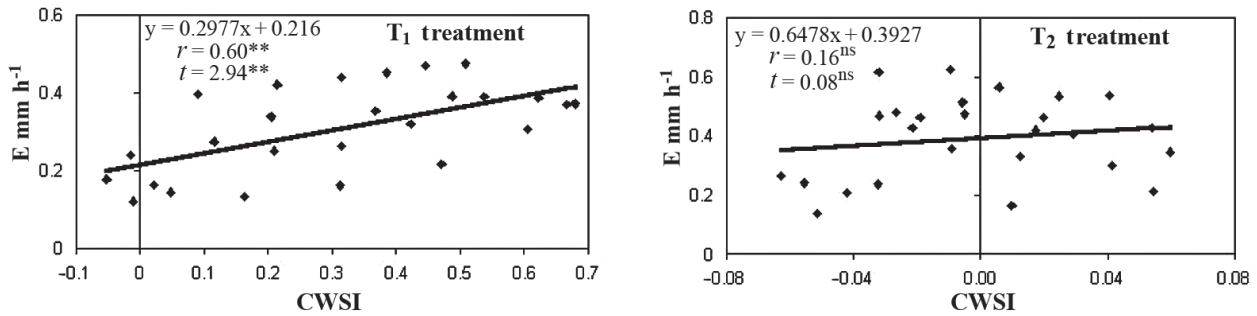 y = 0.2977x + 0.216
r = 0.60**
t = 2.94**
T₁ treatment
E mm h⁻¹
0.6
0.4
0.2
0
−0.1 0 0.1 0.2 0.3 0.4 0.5 0.6 0.7
CWSI
y = 0.6478x + 0.3927
r = 0.16ⁿˢ
t = 0.08ⁿˢ
T₂ treatment
E mm h⁻¹
0.8
0.6
0.4
0.2
0
−0.08 −0.04 0.00 0.04 0.08
CWSI